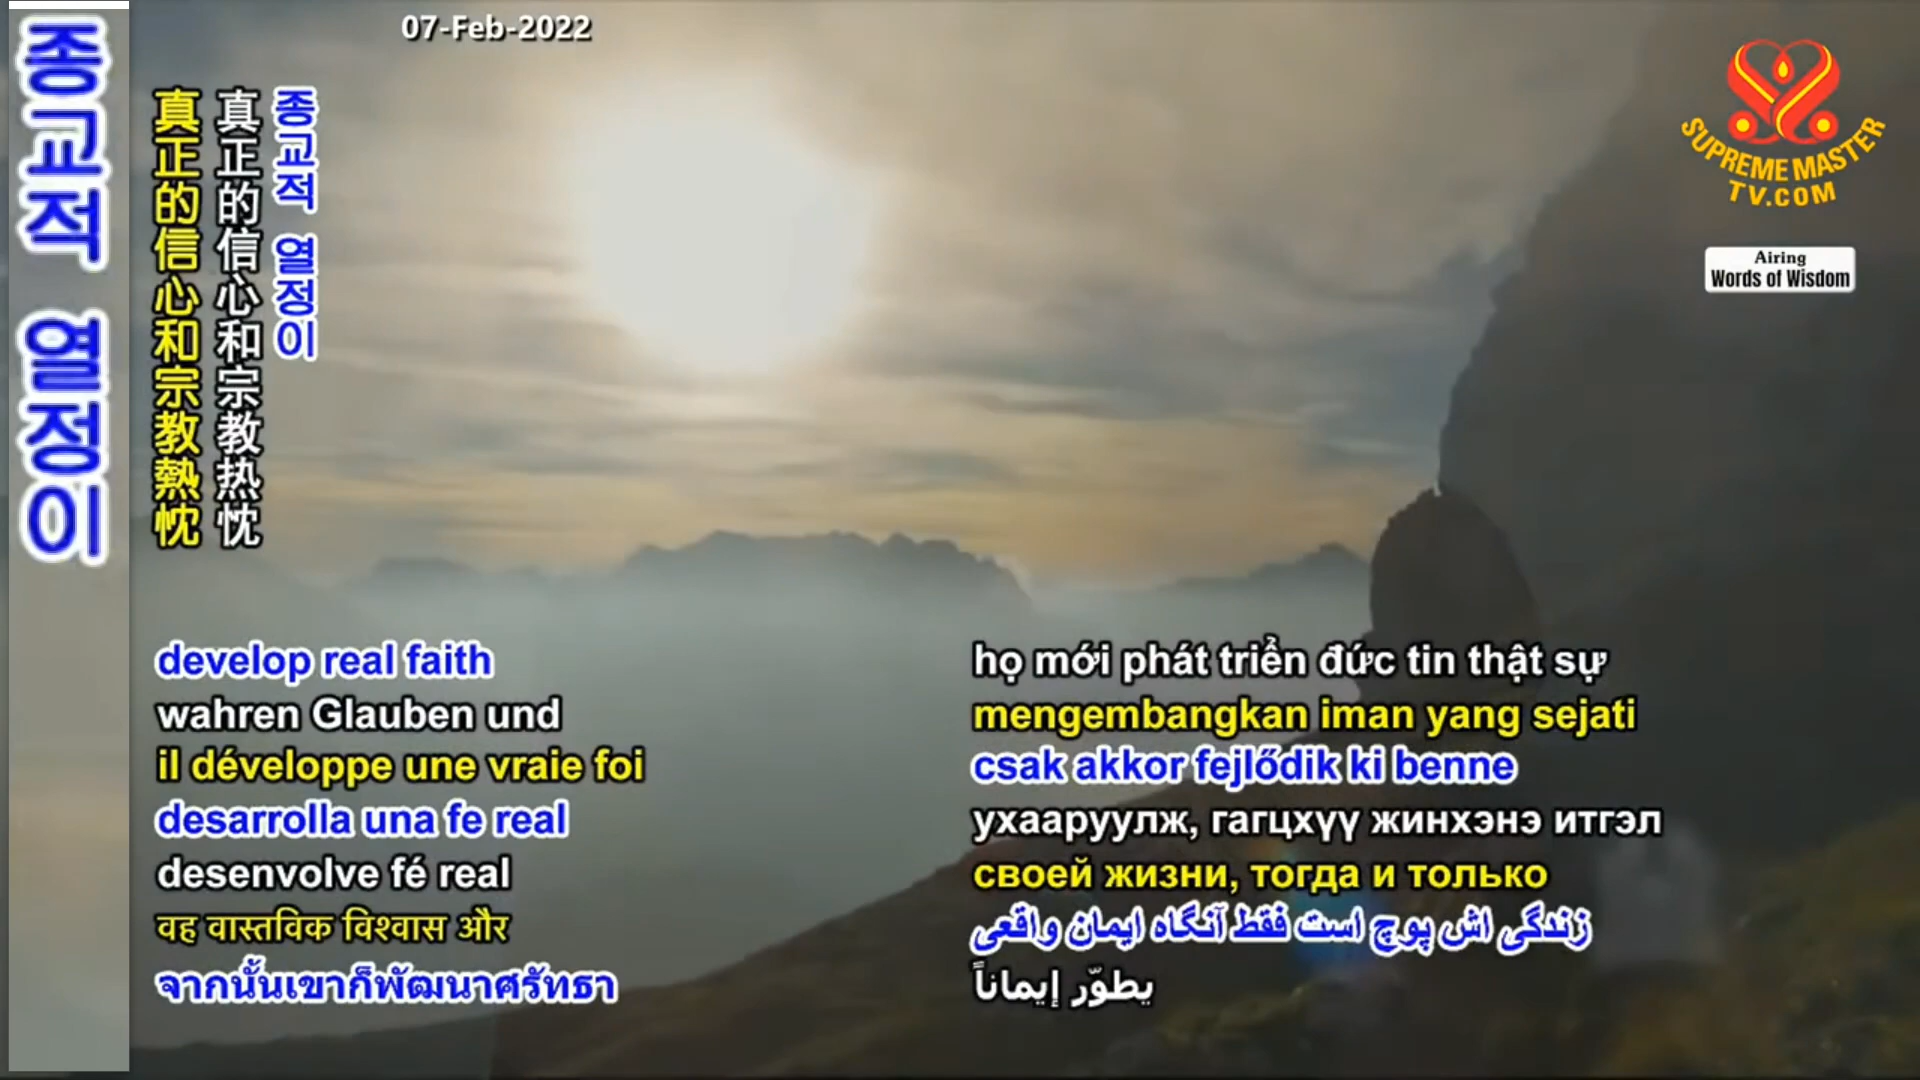 07-Feb-2022
종교적 열정이
종교적 열정이
真正的信心和宗教热忱
真正的信心和宗教熱忱
SUPREME MASTER
TV.COM
Airing
Words of Wisdom
develop real faith
wahren Glauben und
il développe une vraie foi
desarrolla una fe real
desenvolve fé real
वह वास्तविक विश्वास और
จากนั้นเขาก็พัฒนาศรัทธา
họ mới phát triển đức tin thật sự
mengembangkan iman yang sejati
csak akkor fejlődik ki benne
ухааруулж, гагцхүү жинхэнэ итгэл
своей жизни, тогда и только
زندگی اش پوچ است فقط آنگاه ایمان واقعی
يطوّر إيماناً